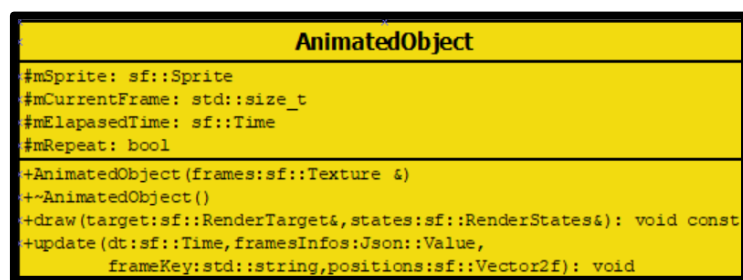 AnimatedObject
#mSprite: sf::Sprite
#mCurrentFrame: std::size_t
#mElapasedTime: sf::Time
#mRepeat: bool
+AnimatedObject(frames:sf::Texture &)
+~AnimatedObject()
+draw(target:sf::RenderTarget&,states:sf::RenderStates&): void const
+update(dt:sf::Time,framesInfos:Json::Value,
frameKey:std::string,positions:sf::Vector2f): void